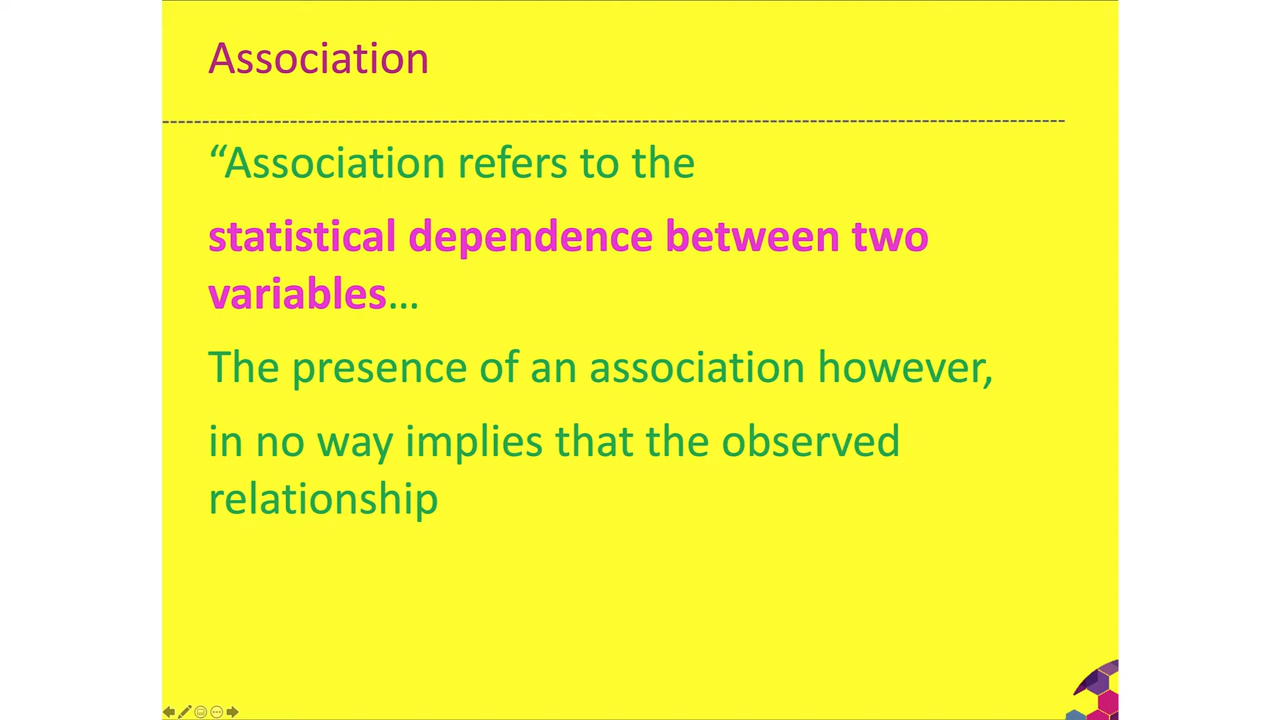 Association
“Association refers to the
statistical dependence between two
variables…
The presence of an association however,
in no way implies that the observed
relationship